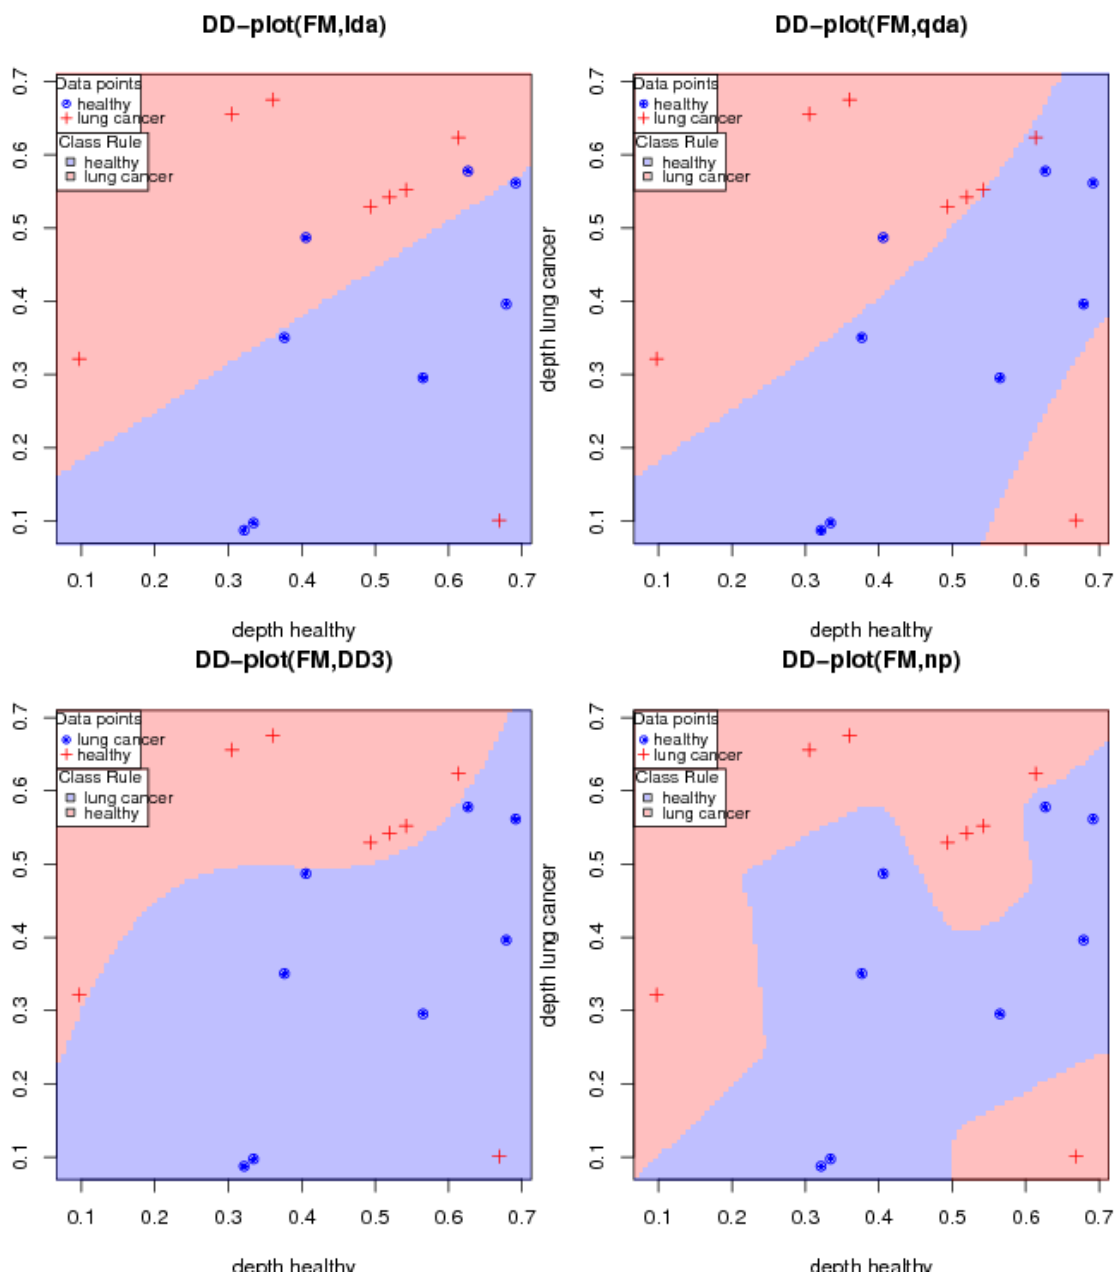 DD-plot(FM,lda)
Data points
healthy
lung cancer
Class Rule
healthy
lung cancer
0.7
0.6
0.5
0.4
0.3
0.2
0.1
0.1 0.2 0.3 0.4 0.5 0.6 0.7
depth healthy
DD-plot(FM,qda)
Data points
healthy
lung cancer
Class Rule
healthy
lung cancer
depth lung cancer
0.7
0.6
0.5
0.4
0.3
0.2
0.1
0.1 0.2 0.3 0.4 0.5 0.6 0.7
depth healthy
DD-plot(FM,DD3)
Data points
lung cancer
healthy
Class Rule
lung cancer
healthy
0.7
0.6
0.5
0.4
0.3
0.2
0.1
0.1 0.2 0.3 0.4 0.5 0.6 0.7
depth healthy
DD-plot(FM,np)
Data points
healthy
lung cancer
Class Rule
healthy
lung cancer
depth lung cancer
0.7
0.6
0.5
0.4
0.3
0.2
0.1
0.1 0.2 0.3 0.4 0.5 0.6 0.7
depth healthy